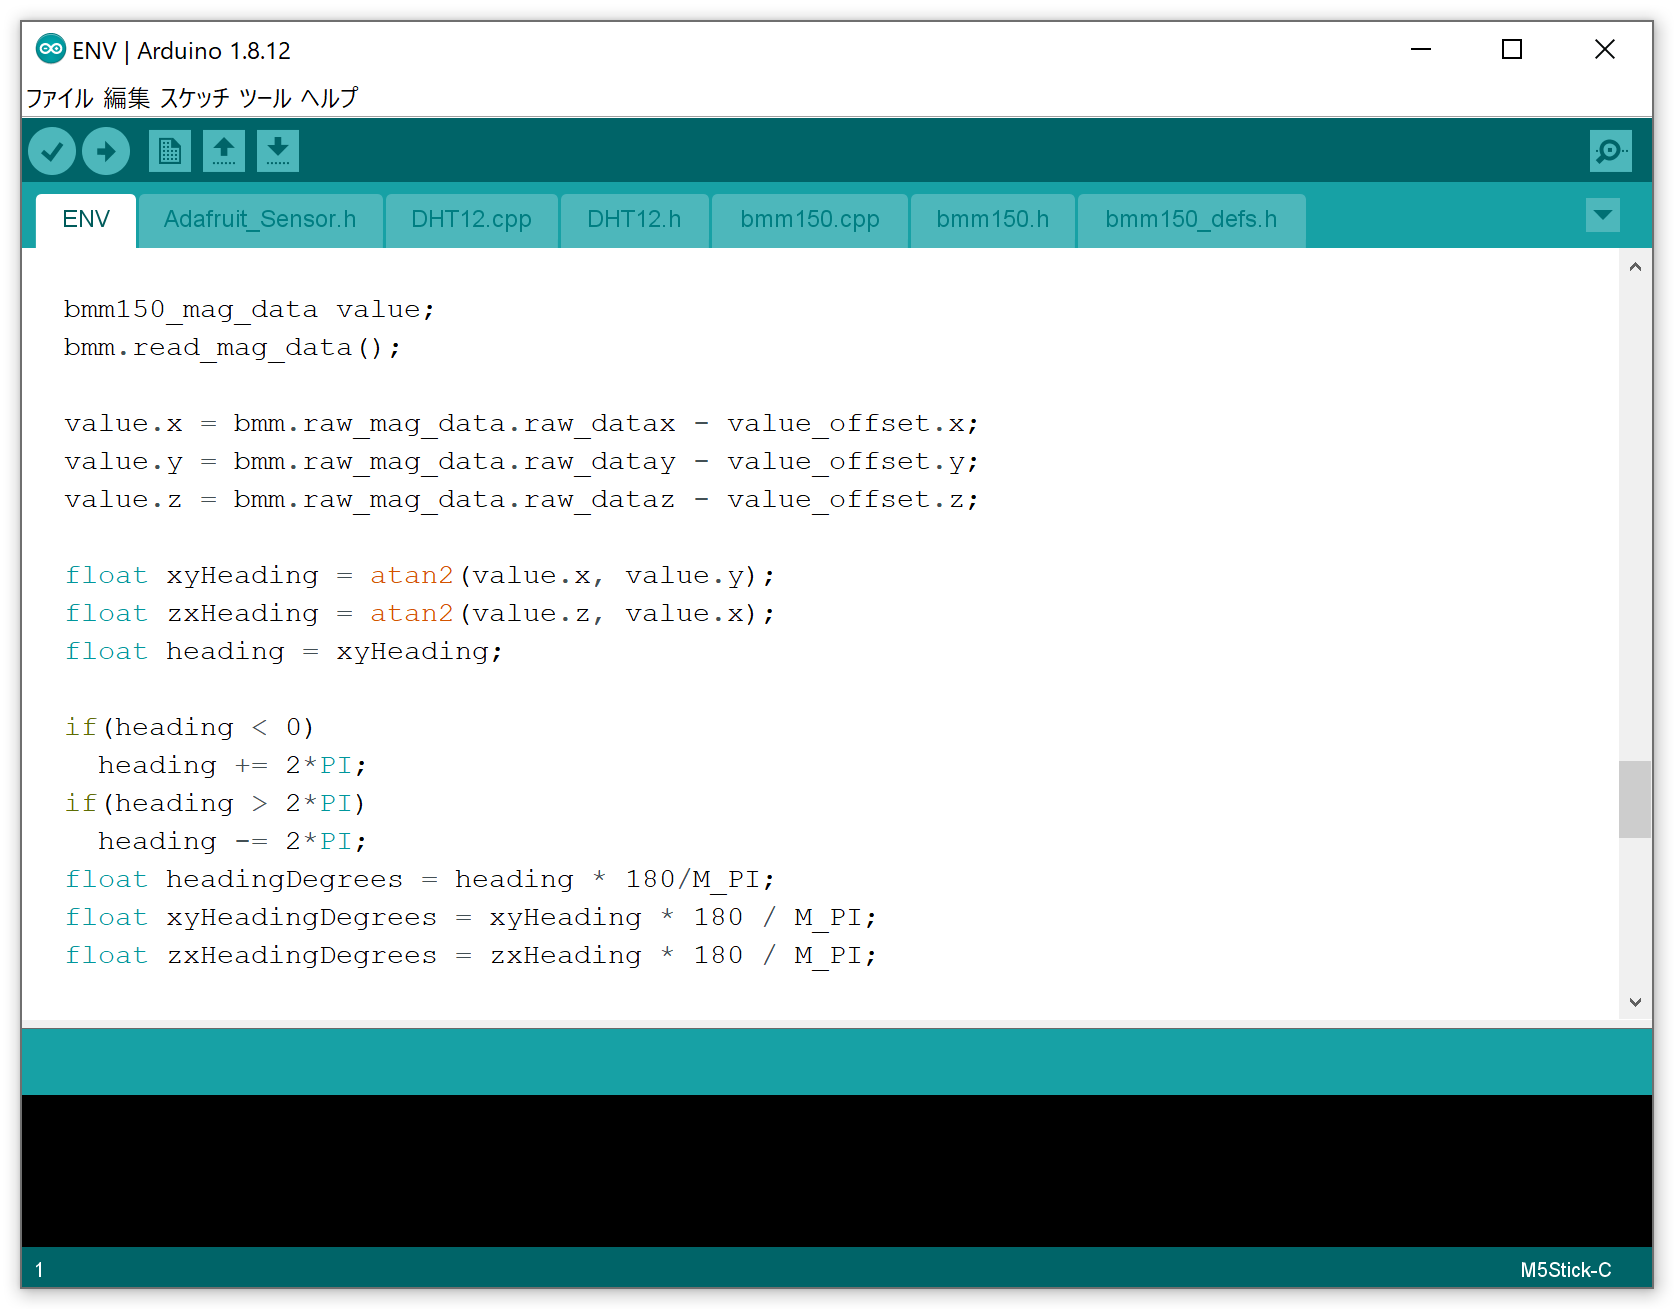 ENV | Arduino 1.8.12
ファイル 編集 スケッチ ツール ヘルプ
ENV Adafruit_Sensor.h DHT12.cpp DHT12.h bmm150.cpp bmm150.h bmm150_defs.h
bmm150_mag_data value;
bmm.read_mag_data();
value.x = bmm.raw_mag_data.raw_datax - value_offset.x;
value.y = bmm.raw_mag_data.raw_datay - value_offset.y;
value.z = bmm.raw_mag_data.raw_dataz - value_offset.z;
float xyHeading = atan2(value.x, value.y);
float zxHeading = atan2(value.z, value.x);
float heading = xyHeading;
if(heading < 0)
heading += 2*PI;
if(heading > 2*PI)
heading -= 2*PI;
float headingDegrees = heading * 180/M_PI;
float xyHeadingDegrees = xyHeading * 180 / M_PI;
float zxHeadingDegrees = zxHeading * 180 / M_PI;
1 M5Stick-C